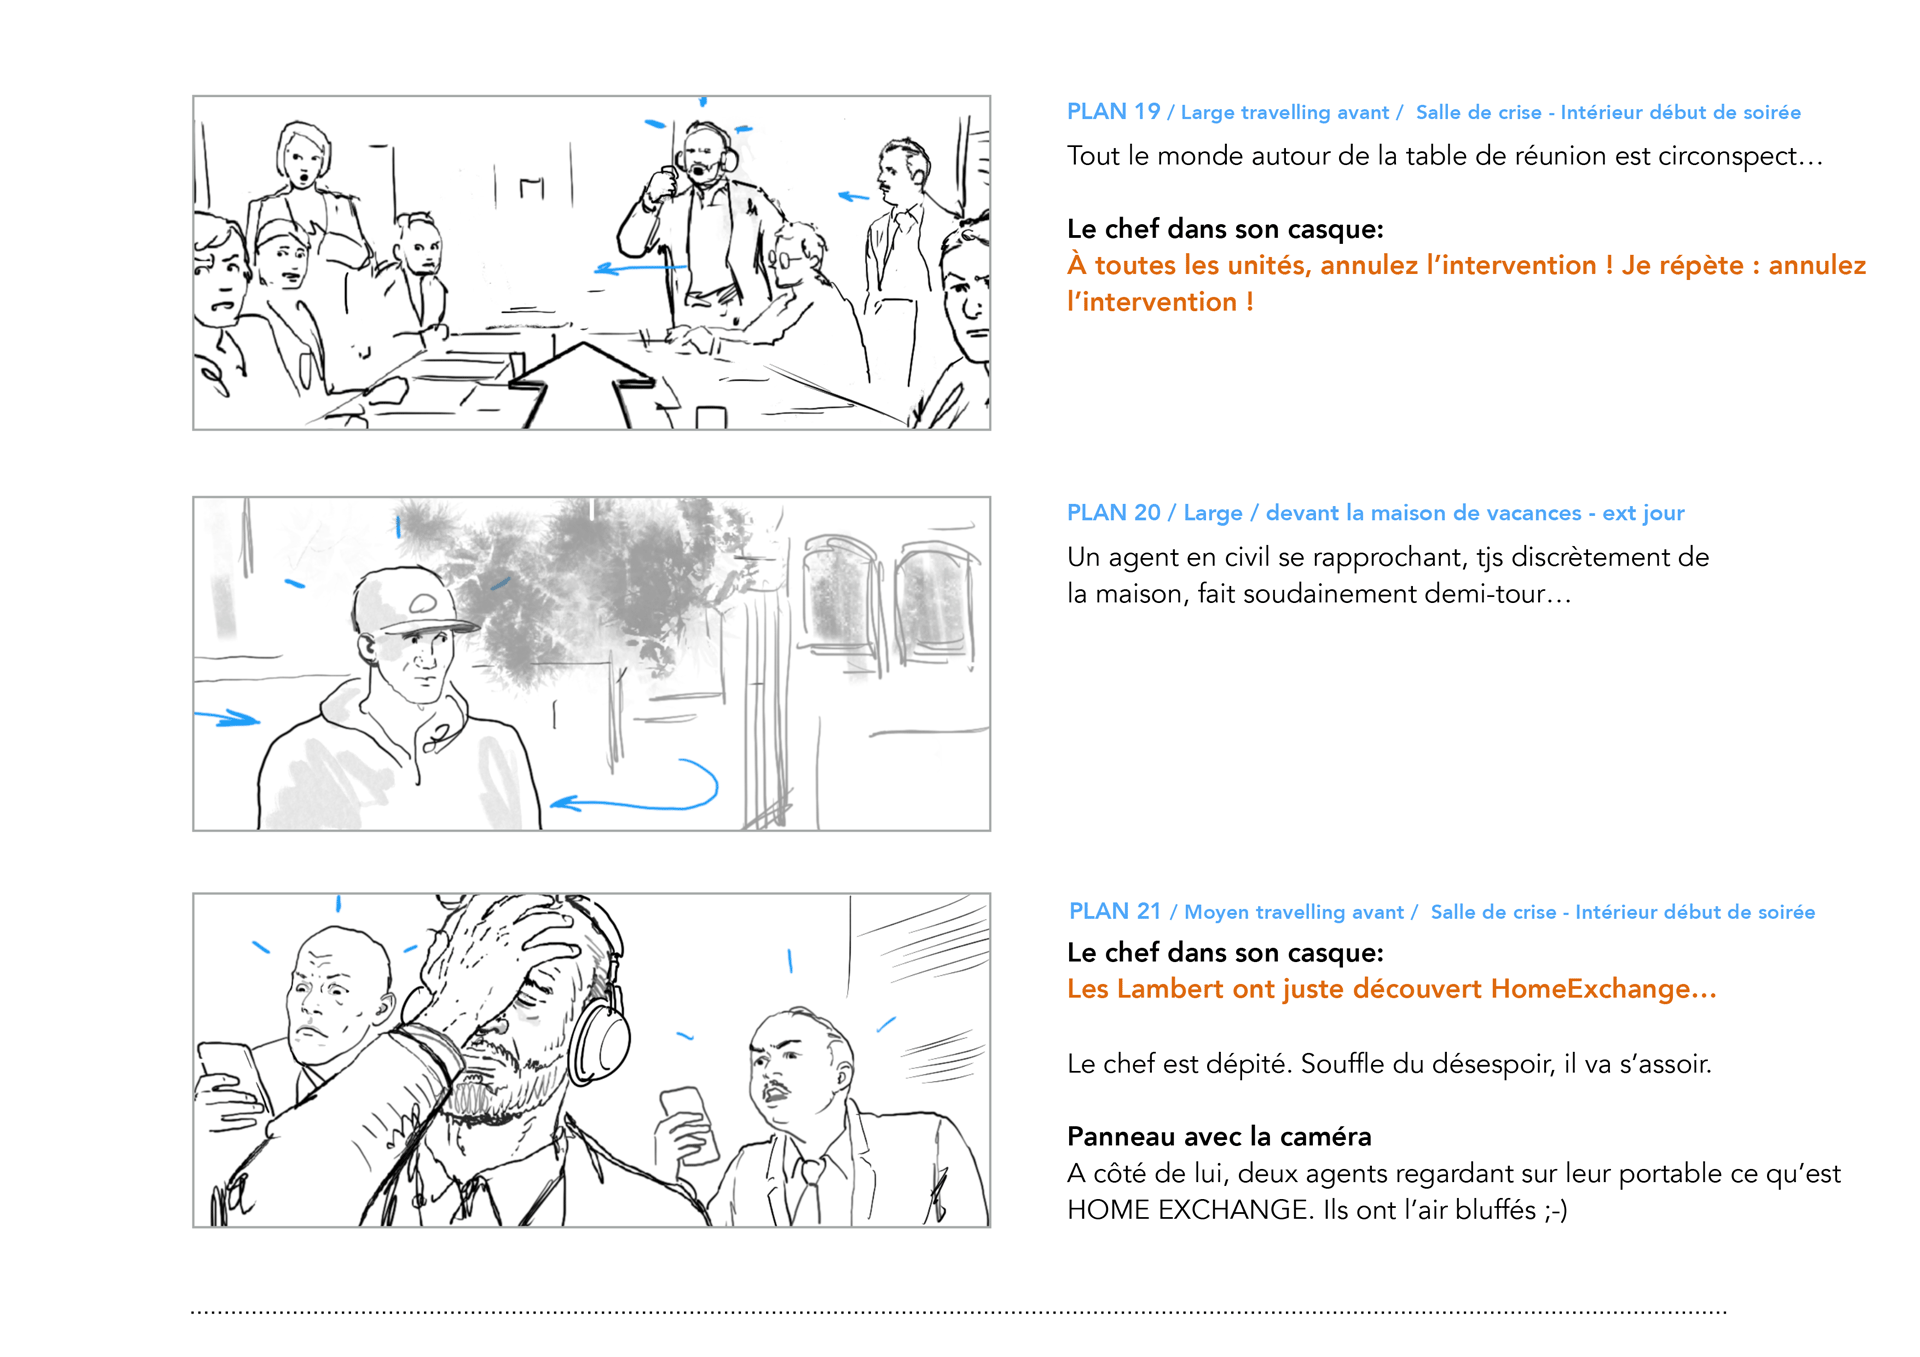 PLAN 19 / Large travelling avant / Salle de crise - Intérieur début de soirée
Tout le monde autour de la table de réunion est circonspect…
Le chef dans son casque:
À toutes les unités, annulez l’intervention ! Je répète : annulez
l’intervention !
PLAN 20 / Large / devant la maison de vacances - ext jour
Un agent en civil se rapprochant, tjs discrètement de
la maison, fait soudainement demi-tour…
PLAN 21 / Moyen travelling avant / Salle de crise - Intérieur début de soirée
Le chef dans son casque:
Les Lambert ont juste découvert HomeExchange…
Le chef est dépité. Souffle du désespoir, il va s’assoir.
Panneau avec la caméra
A côté de lui, deux agents regardant sur leur portable ce qu’est
HOME EXCHANGE. Ils ont l’air bluffés ;-)